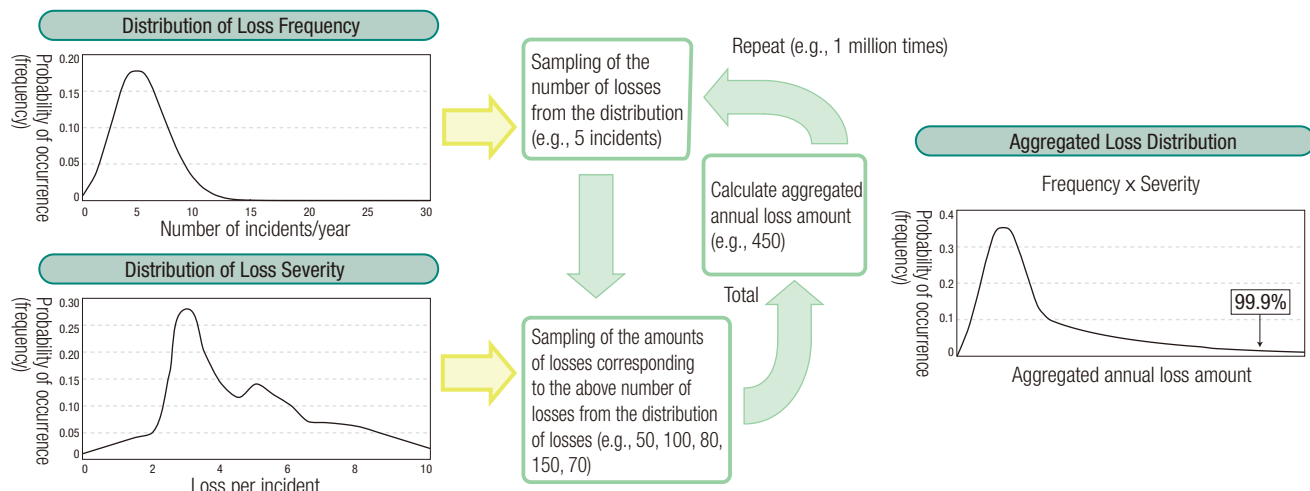 Distribution of Loss Frequency
Probability of occurrence
(frequency)
0.20
0.15
0.10
0.05
0
0 5 10 15 20 25 30
Number of incidents/year
Distribution of Loss Severity
Probability of occurrence
(frequency)
0.30
0.25
0.20
0.15
0.10
0.05
0
0 2 4 6 8 10
Loss per incident
Sampling of the
number of losses
from the distribution
(e.g., 5 incidents)
Sampling of the amounts
of losses corresponding
to the above number of
losses from the distribution
of losses (e.g., 50, 100, 80,
150, 70)
Total
Calculate aggregated
annual loss amount
(e.g., 450)
Repeat (e.g., 1 million times)
Aggregated Loss Distribution
Frequency x Severity
Probability of occurrence
(frequency)
0.4
0.3
0.2
0.1
0
99.9%
Aggregated annual loss amount